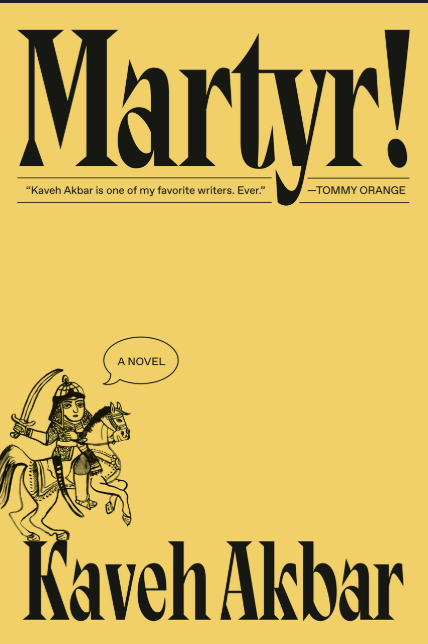 Martyr!
“Kaveh Akbar is one of my favorite writers. Ever.” —TOMMY ORANGE
A NOVEL
Kaveh Akbar